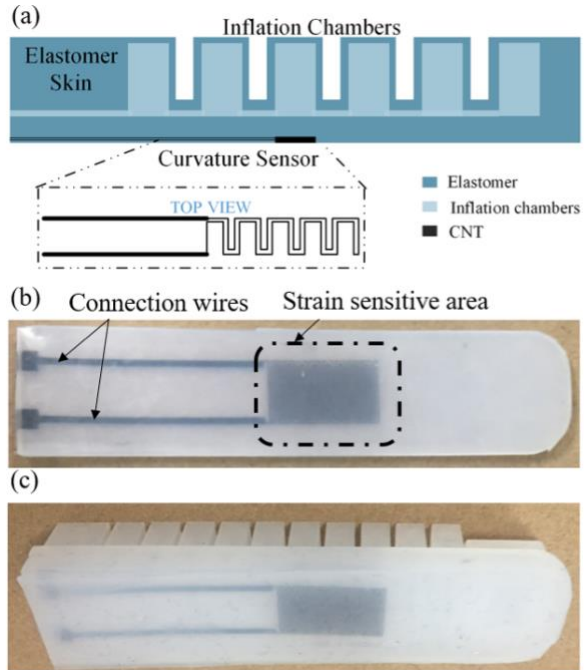 (a)
Inflation Chambers
Elastomer
Skin
Curvature Sensor
TOP VIEW
Elastomer
Inflation chambers
CNT
(b)
Connection wires
Strain sensitive area
(c)